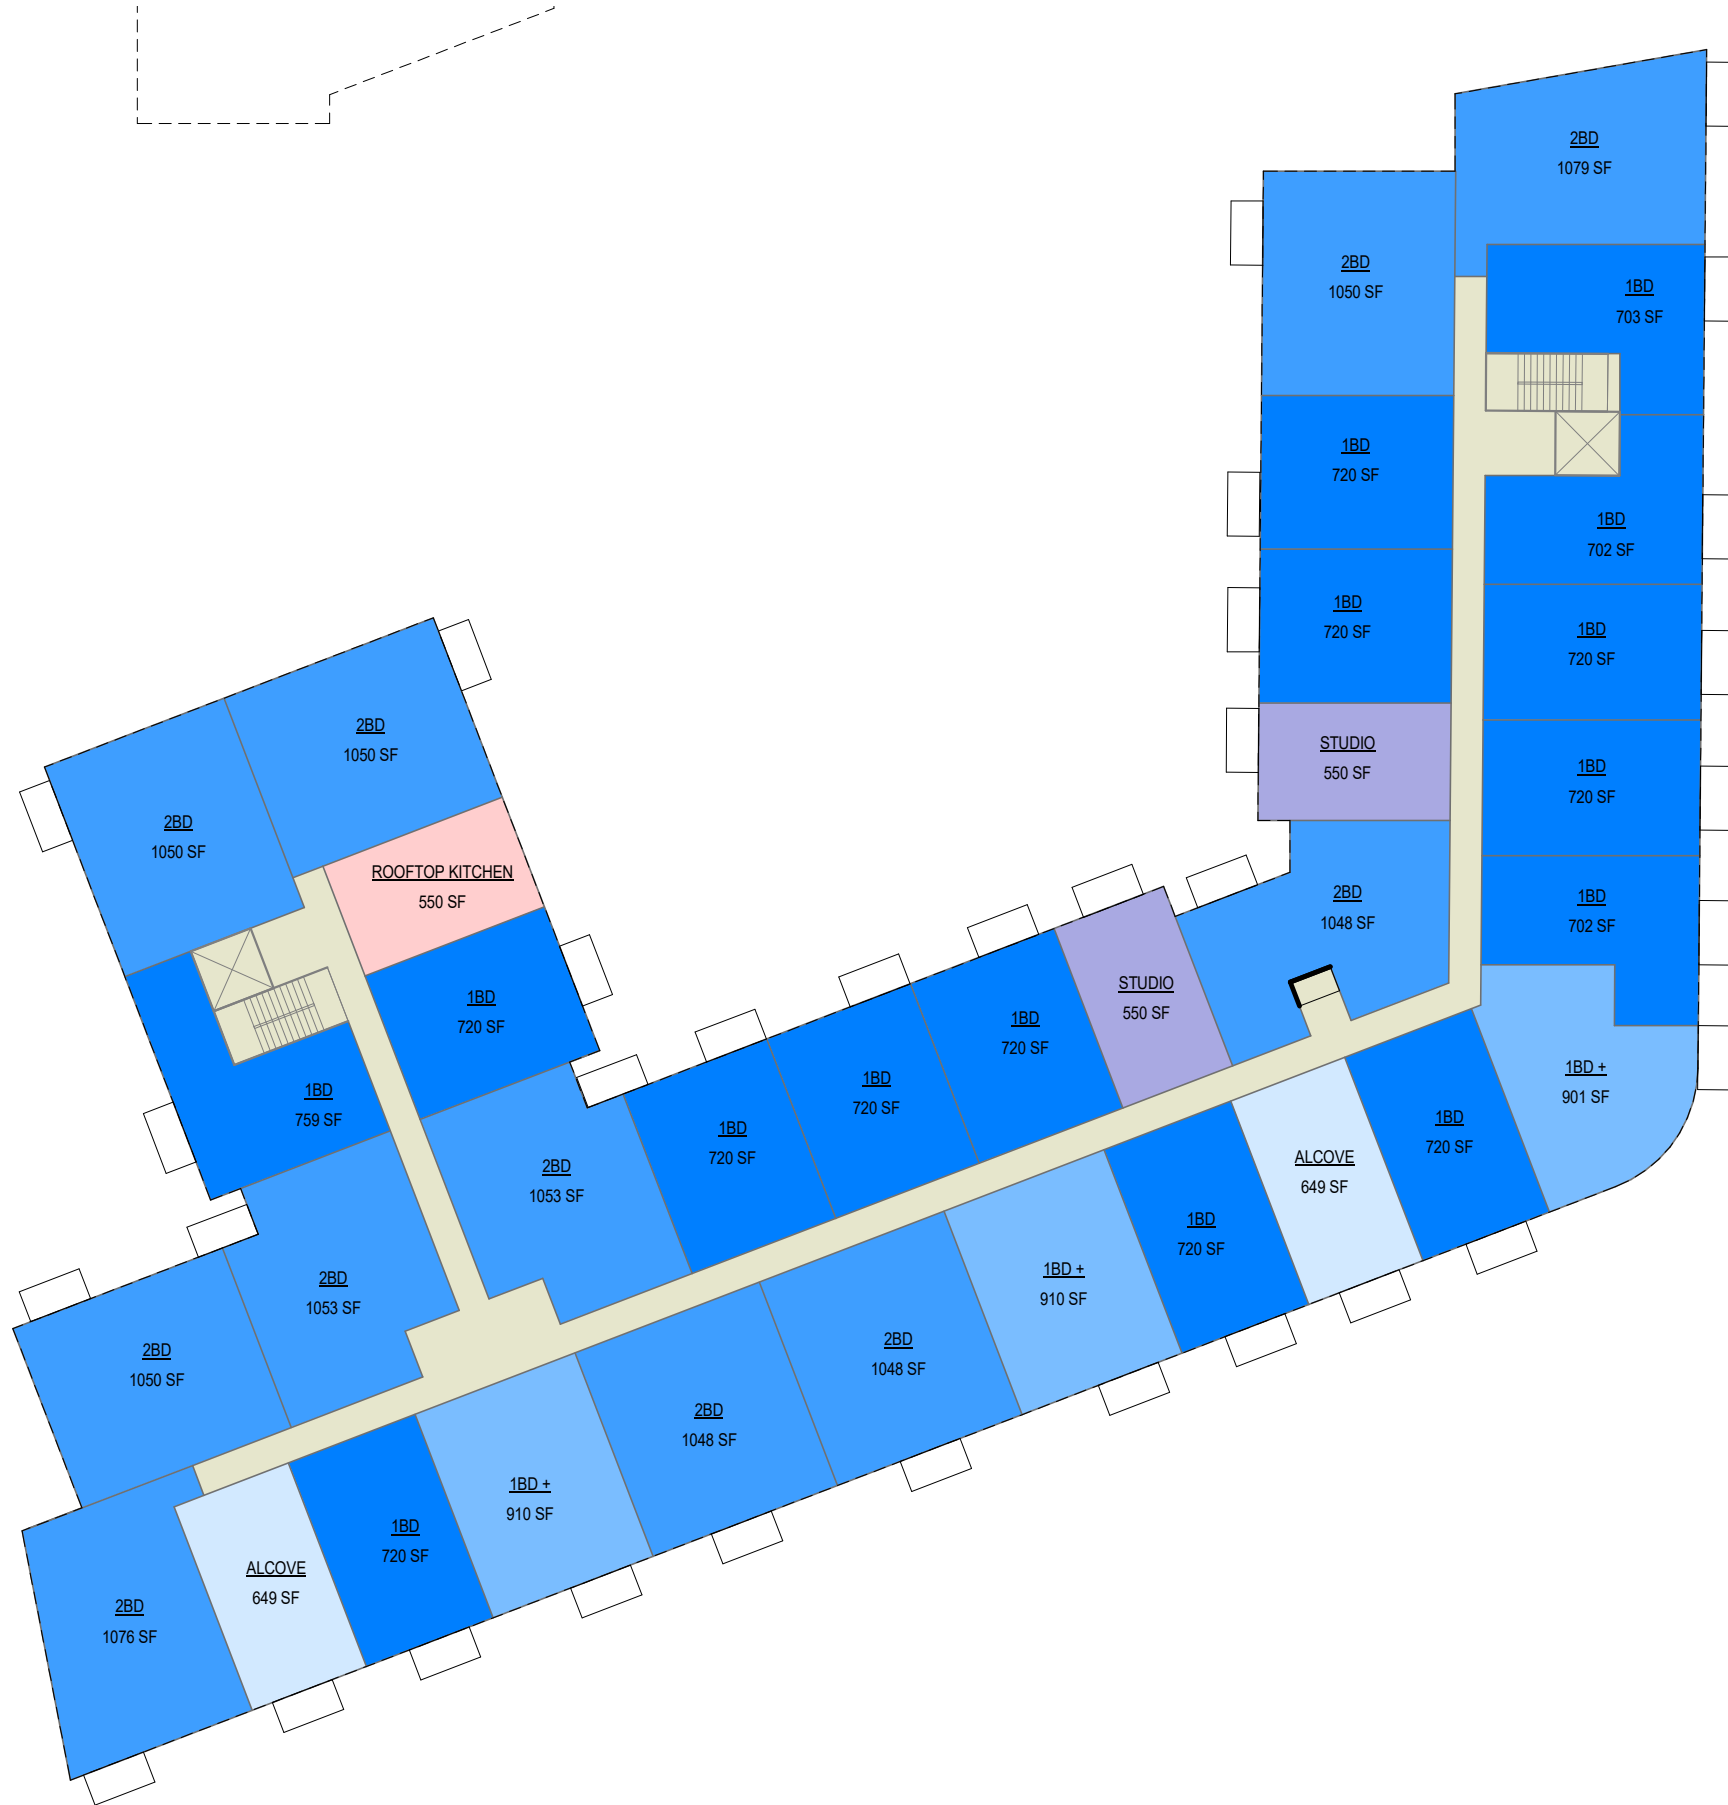 2BD
1079 SF
2BD
1050 SF
1BD
703 SF
1BD
720 SF
1BD
702 SF
1BD
720 SF
1BD
720 SF
STUDIO
550 SF
1BD
720 SF
2BD
1050 SF
2BD
1050 SF
ROOFTOP KITCHEN
550 SF
2BD
1048 SF
1BD
702 SF
1BD
720 SF
STUDIO
550 SF
1BD
720 SF
1BD
759 SF
1BD
720 SF
1BD
720 SF
1BD +
901 SF
1BD
720 SF
ALCOVE
649 SF
2BD
1053 SF
1BD
720 SF
1BD +
910 SF
2BD
1053 SF
2BD
1048 SF
2BD
1050 SF
2BD
1048 SF
1BD +
910 SF
1BD
720 SF
ALCOVE
649 SF
2BD
1076 SF